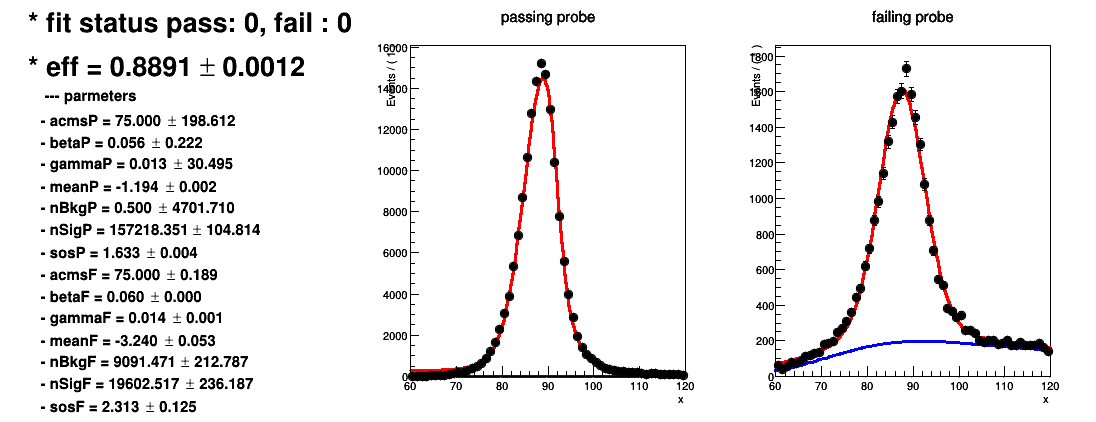 * fit status pass: 0, fail : 0
* eff = 0.8891 ± 0.0012
--- parmeters
- acmsP = 75.000 ± 198.612
- betaP = 0.056 ± 0.222
- gammaP = 0.013 ± 30.495
- meanP = -1.194 ± 0.002
- nBkgP = 0.500 ± 4701.710
- nSigP = 157218.351 ± 104.814
- sosP = 1.633 ± 0.004
- acmsF = 75.000 ± 0.189
- betaF = 0.060 ± 0.000
- gammaF = 0.014 ± 0.001
- meanF = -3.240 ± 0.053
- nBkgF = 9091.471 ± 212.787
- nSigF = 19602.517 ± 236.187
- sosF = 2.313 ± 0.125
passing probe
Events / ( 1 )
16000
14000
12000
10000
8000
6000
4000
2000
0
60 70 80 90 100 110 120
x
failing probe
Events / ( 1 )
1800
1600
1400
1200
1000
800
600
400
200
0
60 70 80 90 100 110 120
x